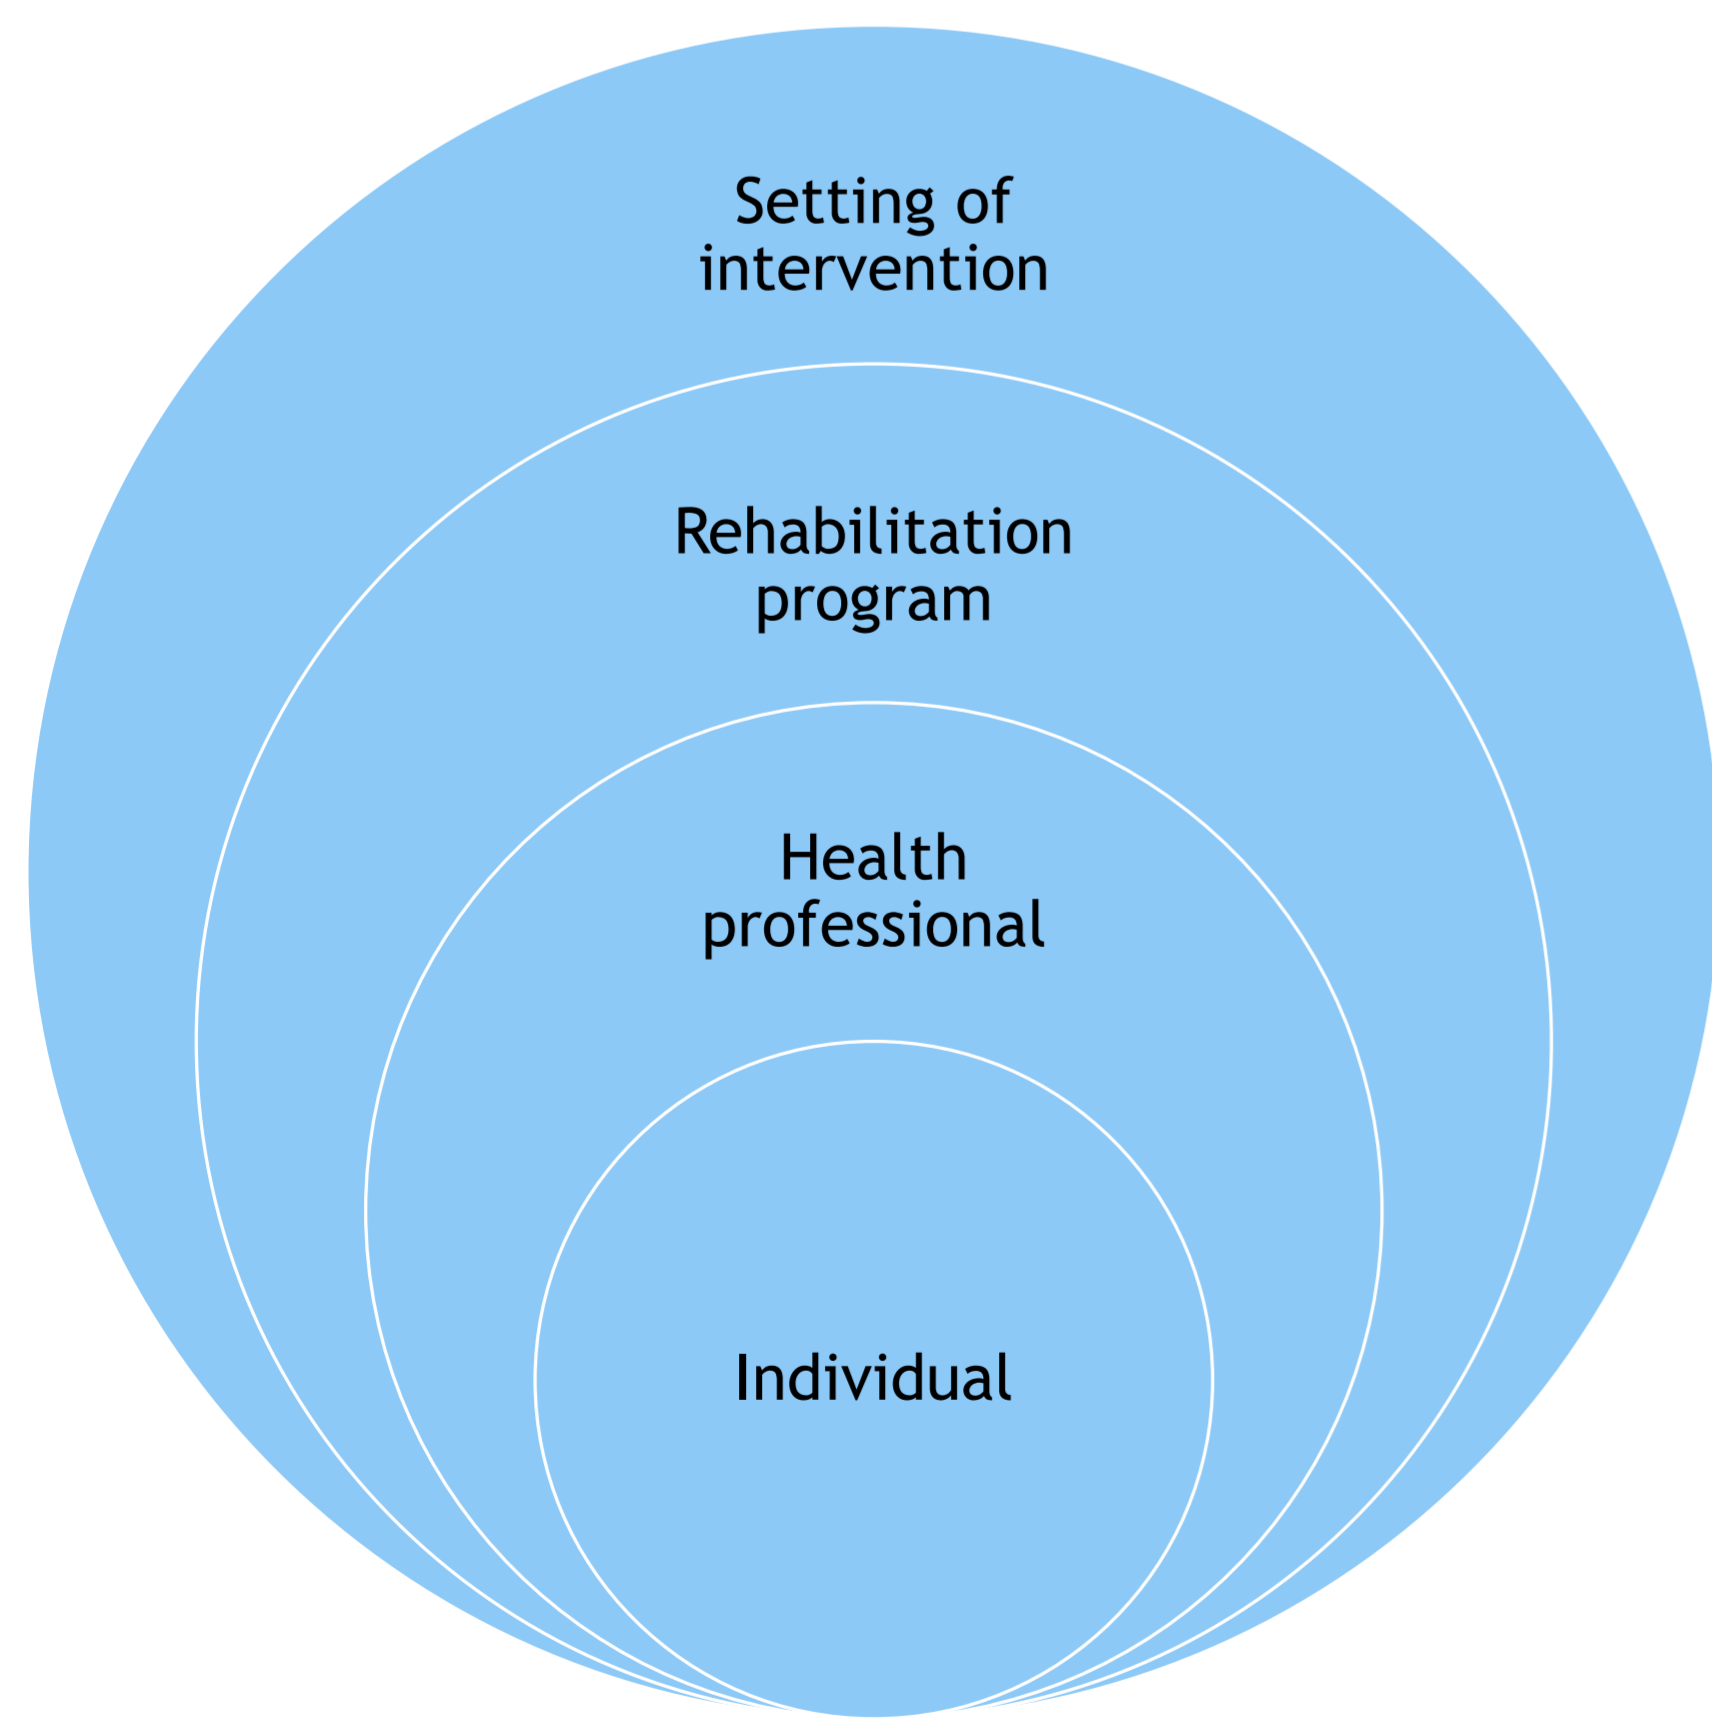 Setting of
intervention
Rehabilitation
program
Health
professional
Individual